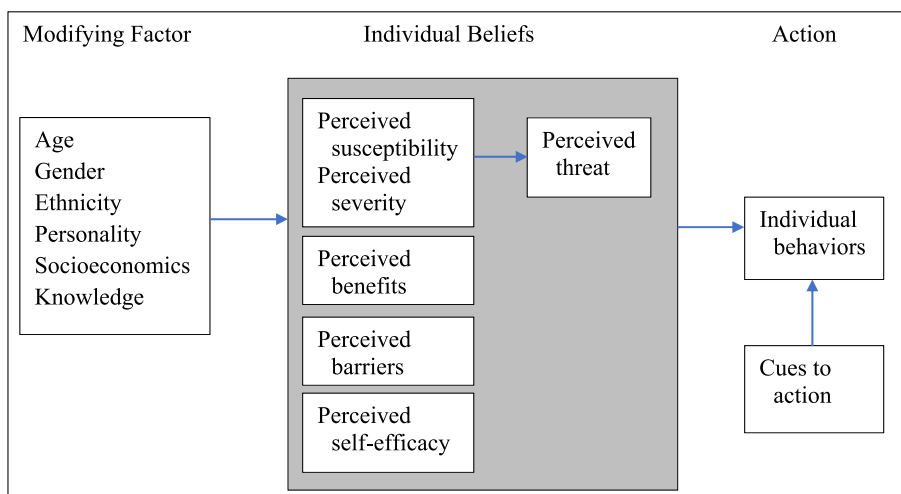 Modifying Factor
Individual Beliefs
Action
Age
Gender
Ethnicity
Personality
Socioeconomics
Knowledge
Perceived
susceptibility
Perceived
severity
Perceived
threat
Perceived
benefits
Perceived
barriers
Perceived
self-efficacy
Individual
behaviors
Cues to
action